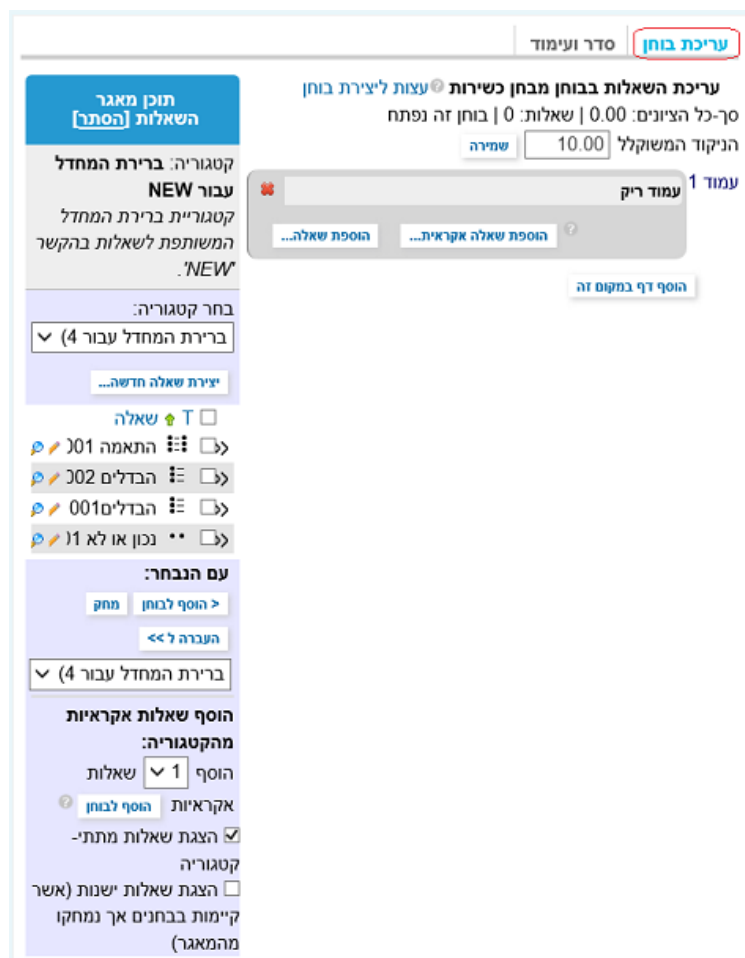 עריכת בוחן
סדר ועימוד
עריכת השאלות בבוחן מבחן כשירות עצות ליצירת בוחן
סך-כל הציונים: 0.00 | שאלות: 0 | בוחן זה נפתח
הניקוד המשוקלל 10.00 שמירה
עמוד 1
עמוד ריק
הוספת שאלה אקראית... הוספת שאלה...
הוסף דף במקום זה
תוכן מאגר
השאלות [הסתר]
קטגוריה: ברירת המחדל
עבור NEW
קטגוריית ברירת המחדל
המשותפת לשאלות בהקשר
'NEW'.
בחר קטגוריה:
ברירת המחדל עבור 4)
יצירת שאלה חדשה...
T שאלה
התאמה 001
הבדלים 002
הבדלים001
נכון או לא 01
עם הנבחר:
< הוסף לבוחן מחק
העברה ל >>
ברירת המחדל עבור 4)
הוסף שאלות אקראיות
מהקטגוריה:
הוסף 1 שאלות
אקראיות הוסף לבוחן
הצגת שאלות מתתי-
קטגוריה
הצגת שאלות ישנות (אשר
קיימות בבחנים אך נמחקו
מהמאגר)